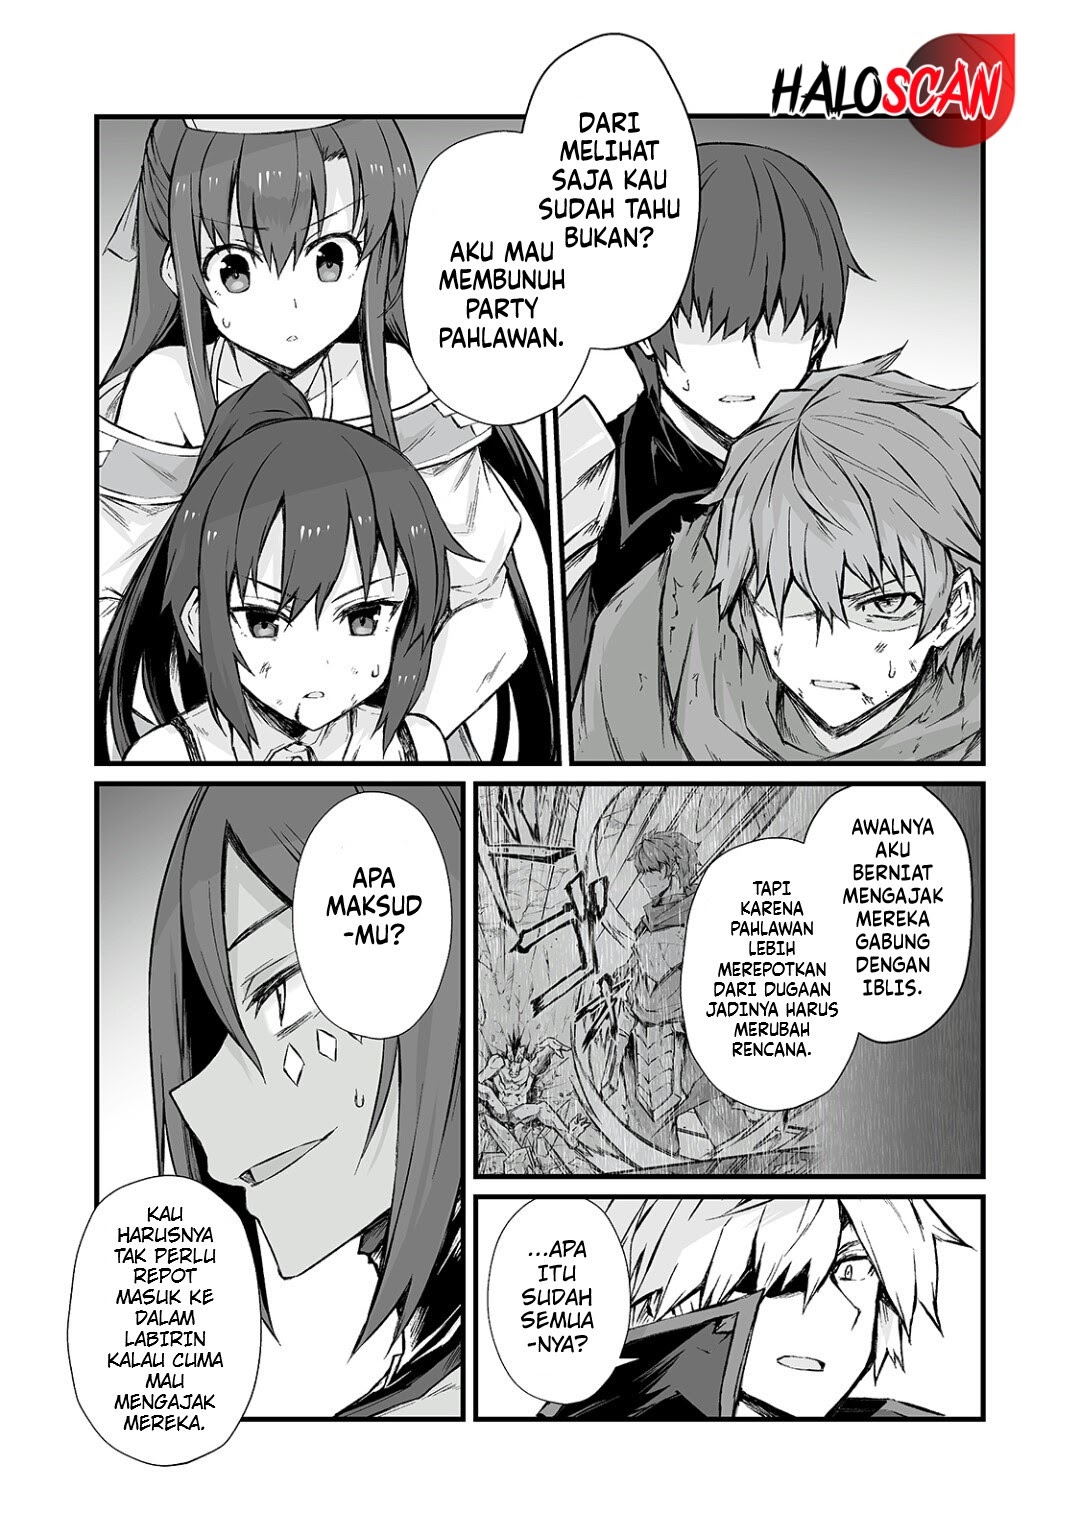 HALOSCAN
DARI
MELIHAT
SAJA KAU
SUDAH TAHU
BUKAN?
AKU MAU
MEMBUNUH
PARTY
PAHLAWAN.
AWALNYA
AKU
BERNIAT
MENGAJAK
MEREKA
GABUNG
DENGAN
IBLIS.
TAPI
KARENA
PAHLAWAN
LEBIH
MEREPOTKAN
DARI DUGAAN
JADINYA HARUS
MERUBAH
RENCANA.
...APA
ITU
SUDAH
SEMUA
-NYA?
APA
MAKSUD
-MU?
KAU
HARUSNYA
TAK PERLU
REPOT
MASUK KE
DALAM
LABIRIN
KALAU CUMA
MAU
MENGAJAK
MEREKA.